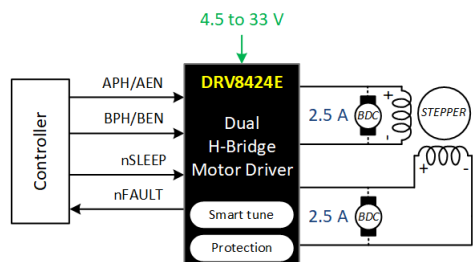 4.5 to 33 V
Controller
APH/AEN
BPH/BEN
nSLEEP
nFAULT
DRV8424E
Dual
H-Bridge
Motor Driver
Smart tune
Protection
2.5 A
BDC
+
-
STEPPER
+ -
2.5 A
BDC